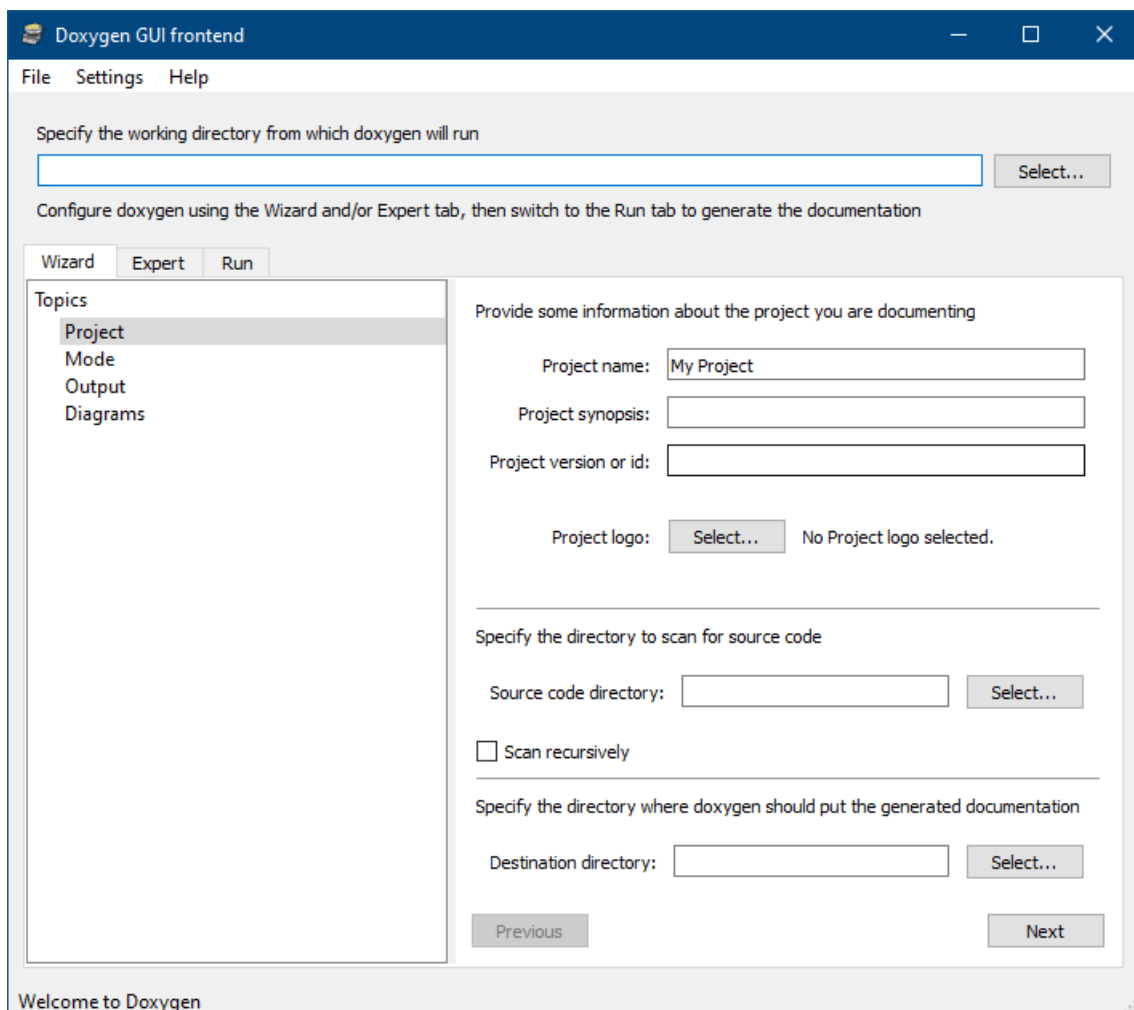 Doxygen GUI frontend
File Settings Help
Specify the working directory from which doxygen will run
Select...
Configure doxygen using the Wizard and/or Expert tab, then switch to the Run tab to generate the documentation
Wizard Expert Run
Topics
Project
Mode
Output
Diagrams
Provide some information about the project you are documenting
Project name: My Project
Project synopsis:
Project version or id:
Project logo: Select... No Project logo selected.
Specify the directory to scan for source code
Source code directory: Select...
Scan recursively
Specify the directory where doxygen should put the generated documentation
Destination directory: Select...
Previous Next
Welcome to Doxygen